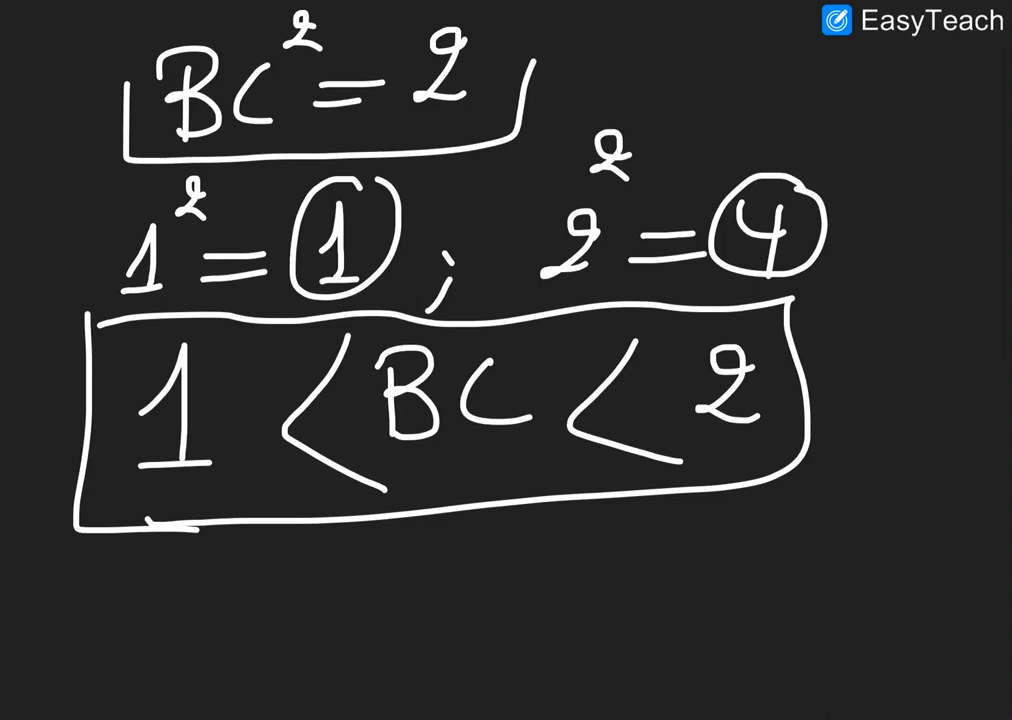 EasyTeach
BC² = 2
1² = 1 ; 2² = 4
1 < BC < 2